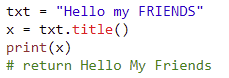 txt = "Hello my FRIENDS"
x = txt.title()
print(x)
# return Hello My Friends